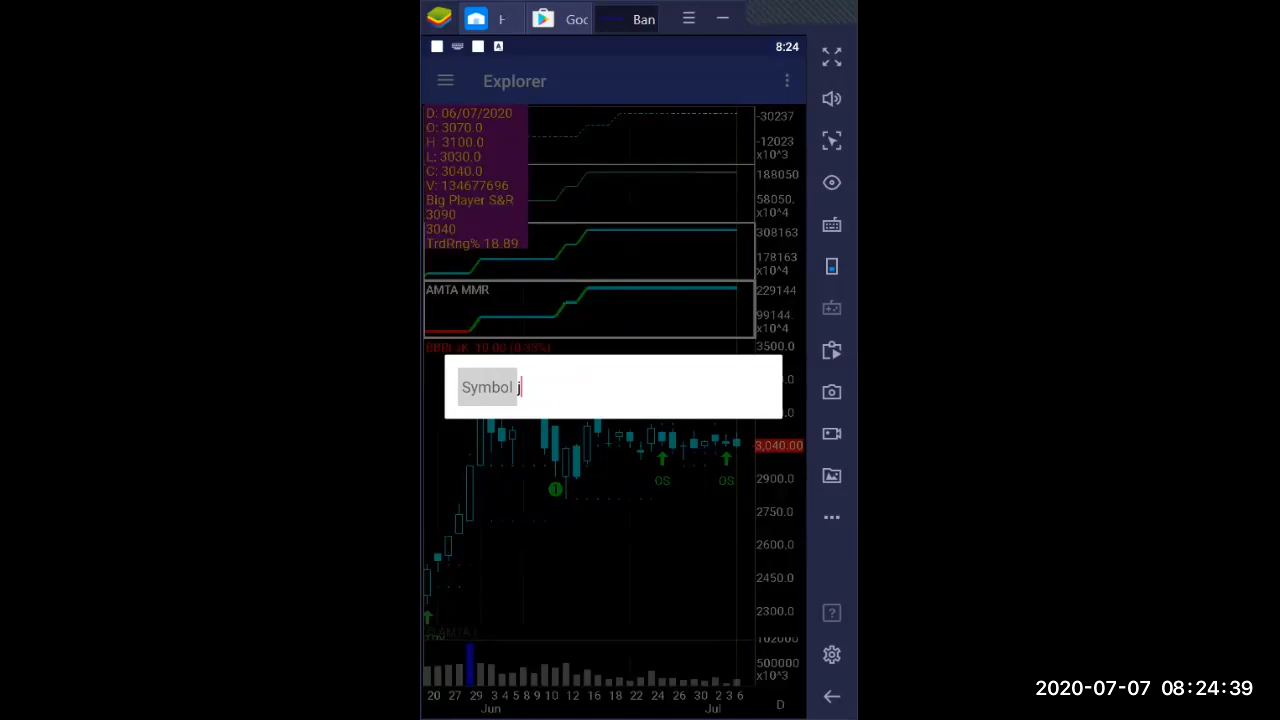 F
Goc
Ban
8:24
Explorer
D: 06/07/2020
O: 3070.0
H: 3100.0
L: 3030.0
C: 3040.0
V: 134677696
Big Player S&R
3090
3040
TrdRng% 18.89
-30237
-12023
x10^3
188050
58050.
x10^4
308163
178163
x10^4
AMTA MMR
229144
99144.
x10^4
3500.0
Symbol j
3,040.00
OS
OS
2900.0
2750.0
2600.0
2450.0
2300.0
500000
x10^3
20 27 29 3 4 5 8 9 10 12 16 18 22 24 26 30 2 3 6
Jun Jul D
2020-07-07 08:24:39